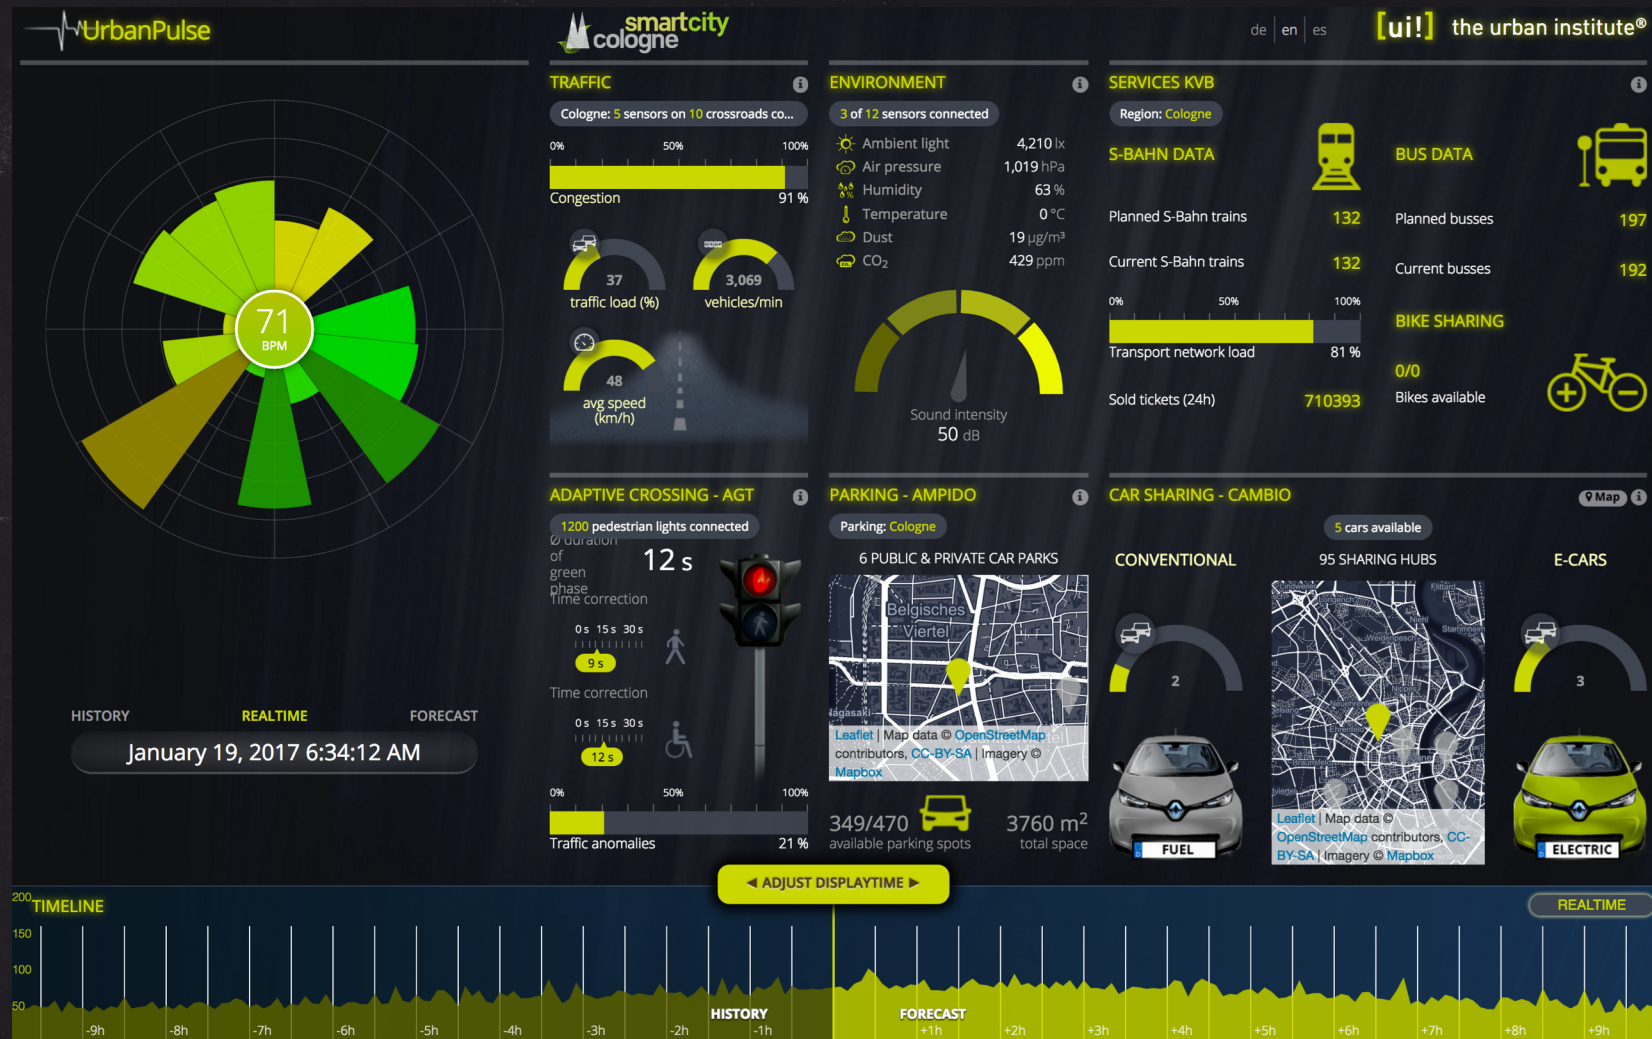 UrbanPulse
smartcity
cologne
de | en | es
[ui!] the urban institute®
71
BPM
HISTORY
REALTIME
FORECAST
January 19, 2017 6:34:12 AM
TRAFFIC
Cologne: 5 sensors on 10 crossroads co...
0% 50% 100%
Congestion 91 %
37
traffic load (%)
3,069
vehicles/min
48
avg speed
(km/h)
ENVIRONMENT
3 of 12 sensors connected
Ambient light 4,210 lx
Air pressure 1,019 hPa
Humidity 63 %
Temperature 0 °C
Dust 19 µg/m³
CO₂ 429 ppm
Sound intensity
50 dB
SERVICES KVB
Region: Cologne
S-BAHN DATA
Planned S-Bahn trains 132
Current S-Bahn trains 132
0% 50% 100%
Transport network load 81 %
Sold tickets (24h) 710393
BUS DATA
Planned busses 197
Current busses 192
BIKE SHARING
0/0
Bikes available
ADAPTIVE CROSSING - AGT
1200 pedestrian lights connected
Ø duration
of
green
phase
12 s
Time correction
0 s 15 s 30 s
9 s
Time correction
0 s 15 s 30 s
12 s
0% 50% 100%
Traffic anomalies 21 %
PARKING - AMPIDO
Parking: Cologne
6 PUBLIC & PRIVATE CAR PARKS
Belgisches
Viertel
Leaflet | Map data © OpenStreetMap
contributors, CC-BY-SA | Imagery ©
Mapbox
349/470
available parking spots
3760 m²
total space
CAR SHARING - CAMBIO
Map
5 cars available
CONVENTIONAL
2
FUEL
95 SHARING HUBS
Longerich
Niehl
Flittard
Stammheim
Weidenpesch
Nippes
Ehrenfeld
Leaflet | Map data ©
OpenStreetMap contributors, CC-
BY-SA | Imagery © Mapbox
E-CARS
3
ELECTRIC
◄ ADJUST DISPLAYTIME ►
TIMELINE
REALTIME
200
150
100
50
HISTORY
FORECAST
-9h -8h -7h -6h -5h -4h -3h -2h -1h +1h +2h +3h +4h +5h +6h +7h +8h +9h